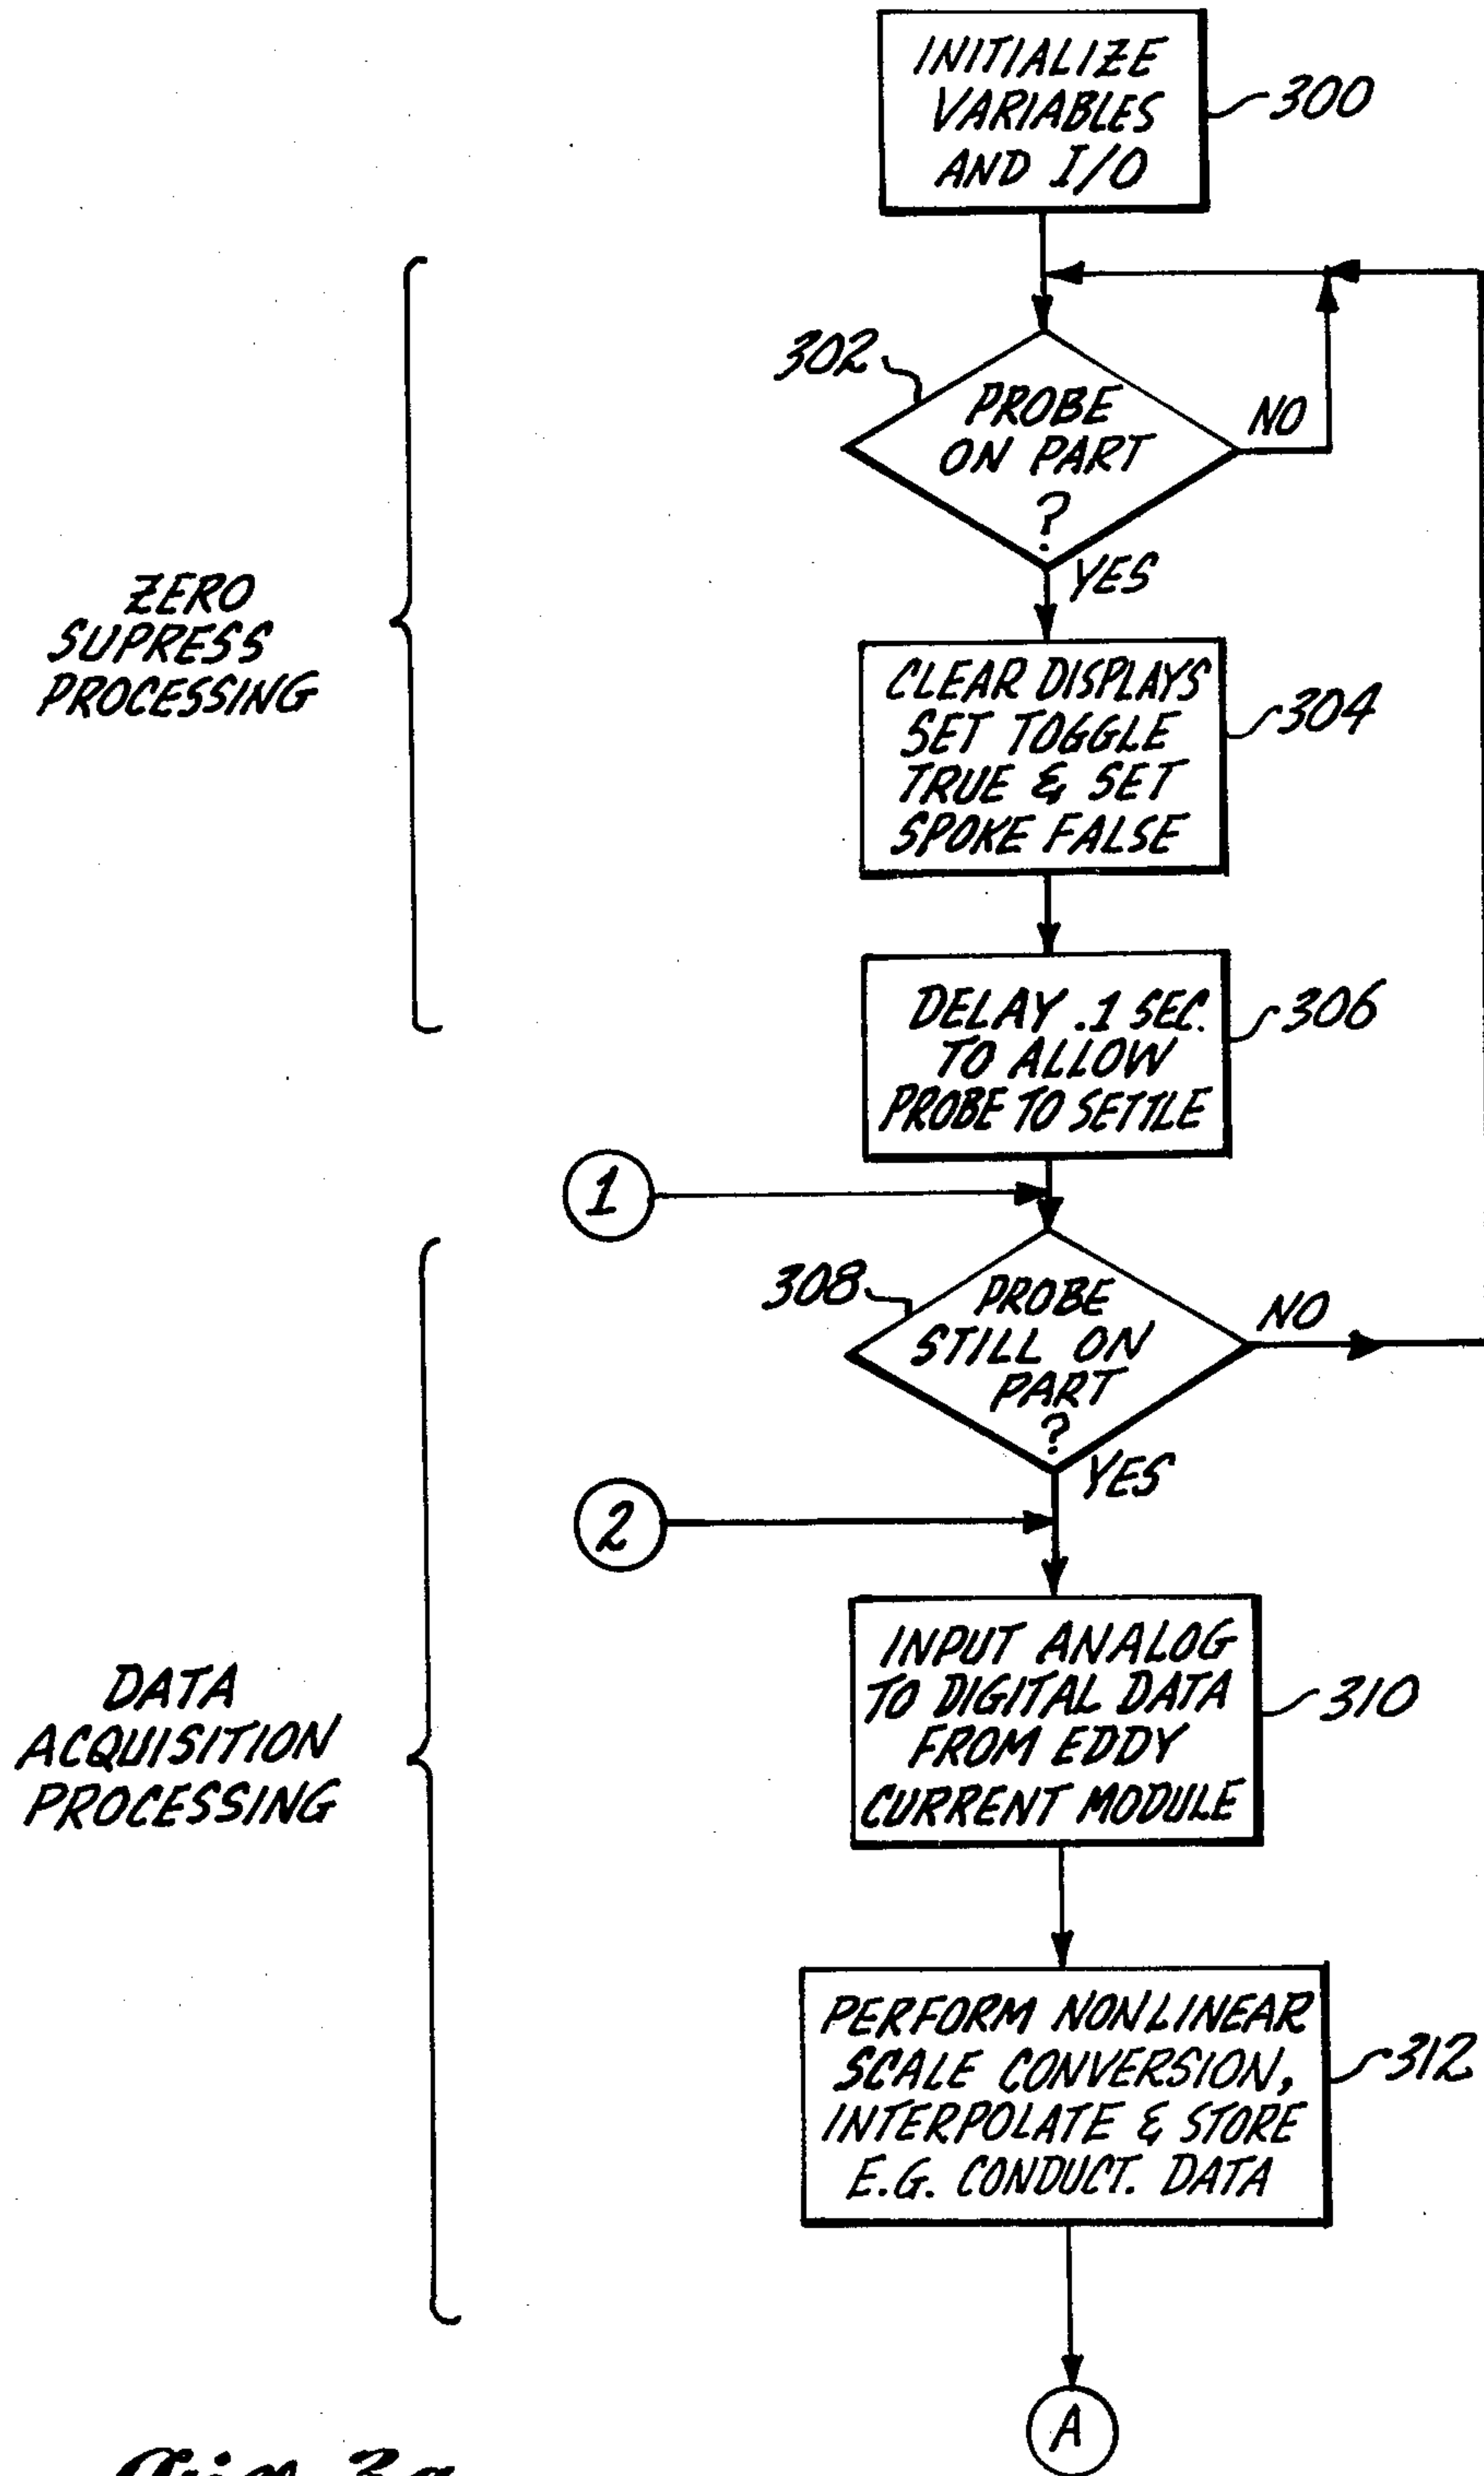 INITIALIZE
VARIABLES
AND I/O
300
302
PROBE
ON PART
?
NO
YES
ZERO
SUPRESS
PROCESSING
CLEAR DISPLAYS
SET TOGGLE
TRUE & SET
SPOKE FALSE
304
DELAY .1 SEC.
TO ALLOW
PROBE TO SETTLE
306
1
308
PROBE
STILL ON
PART
?
NO
YES
2
DATA
ACQUISITION
PROCESSING
INPUT ANALOG
TO DIGITAL DATA
FROM EDDY
CURRENT MODULE
310
PERFORM NONLINEAR
SCALE CONVERSION,
INTERPOLATE & STORE
E.G. CONDUCT. DATA
312
A